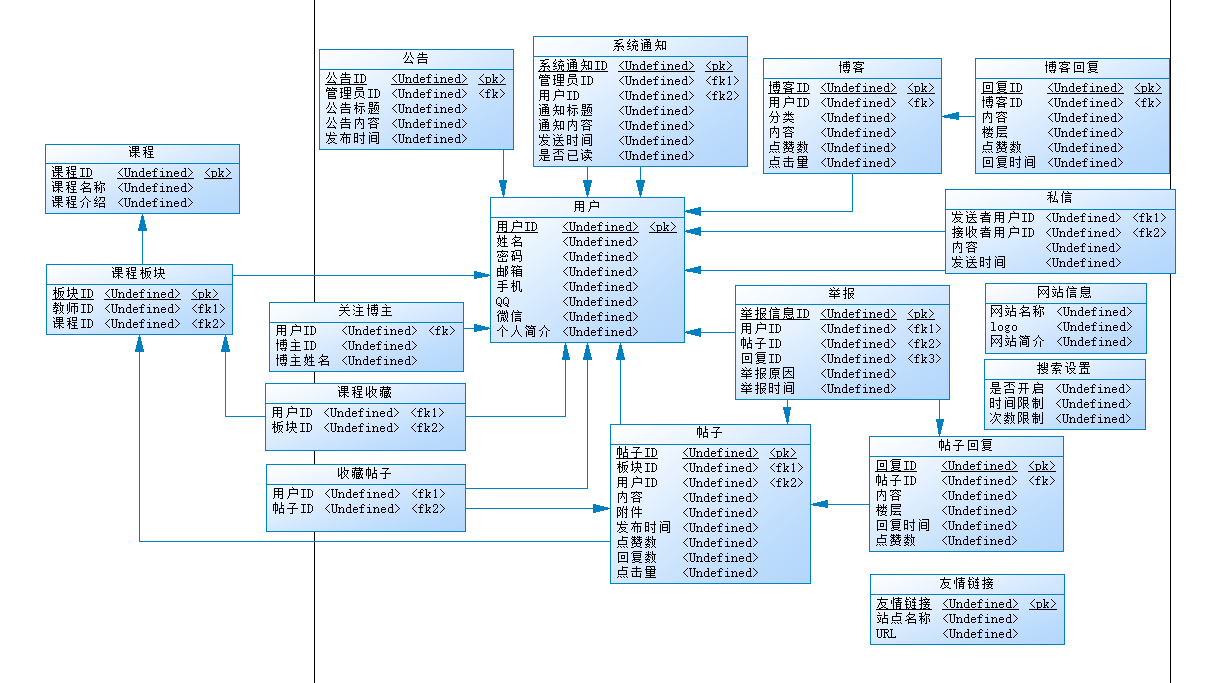 公告
公告ID <Undefined> <pk>
管理员ID <Undefined> <fk>
公告标题 <Undefined>
公告内容 <Undefined>
发布时间 <Undefined>
系统通知
系统通知ID <Undefined> <pk>
管理员ID <Undefined> <fk1>
用户ID <Undefined> <fk2>
通知标题 <Undefined>
通知内容 <Undefined>
发送时间 <Undefined>
是否已读 <Undefined>
博客
博客ID <Undefined> <pk>
用户ID <Undefined> <fk>
分类 <Undefined>
内容 <Undefined>
点赞数 <Undefined>
点击量 <Undefined>
博客回复
回复ID <Undefined> <pk>
博客ID <Undefined> <fk>
内容 <Undefined>
楼层 <Undefined>
点赞数 <Undefined>
回复时间 <Undefined>
课程
课程ID <Undefined> <pk>
课程名称 <Undefined>
课程介绍 <Undefined>
用户
用户ID <Undefined> <pk>
姓名 <Undefined>
密码 <Undefined>
邮箱 <Undefined>
手机 <Undefined>
QQ <Undefined>
微信 <Undefined>
个人简介 <Undefined>
私信
发送者用户ID <Undefined> <fk1>
接收者用户ID <Undefined> <fk2>
内容 <Undefined>
发送时间 <Undefined>
课程板块
板块ID <Undefined> <pk>
教师ID <Undefined> <fk1>
课程ID <Undefined> <fk2>
关注博主
用户ID <Undefined> <fk>
博主ID <Undefined>
博主姓名 <Undefined>
举报
举报信息ID <Undefined> <pk>
用户ID <Undefined> <fk1>
帖子ID <Undefined> <fk2>
回复ID <Undefined> <fk3>
举报原因 <Undefined>
举报时间 <Undefined>
网站信息
网站名称 <Undefined>
logo <Undefined>
网站简介 <Undefined>
搜索设置
是否开启 <Undefined>
时间限制 <Undefined>
次数限制 <Undefined>
课程收藏
用户ID <Undefined> <fk1>
板块ID <Undefined> <fk2>
收藏帖子
用户ID <Undefined> <fk1>
帖子ID <Undefined> <fk2>
帖子
帖子ID <Undefined> <pk>
板块ID <Undefined> <fk1>
用户ID <Undefined> <fk2>
内容 <Undefined>
附件 <Undefined>
发布时间 <Undefined>
点赞数 <Undefined>
回复数 <Undefined>
点击量 <Undefined>
帖子回复
回复ID <Undefined> <pk>
帖子ID <Undefined> <fk>
内容 <Undefined>
楼层 <Undefined>
回复时间 <Undefined>
点赞数 <Undefined>
友情链接
友情链接 <Undefined> <pk>
站点名称 <Undefined>
URL <Undefined>